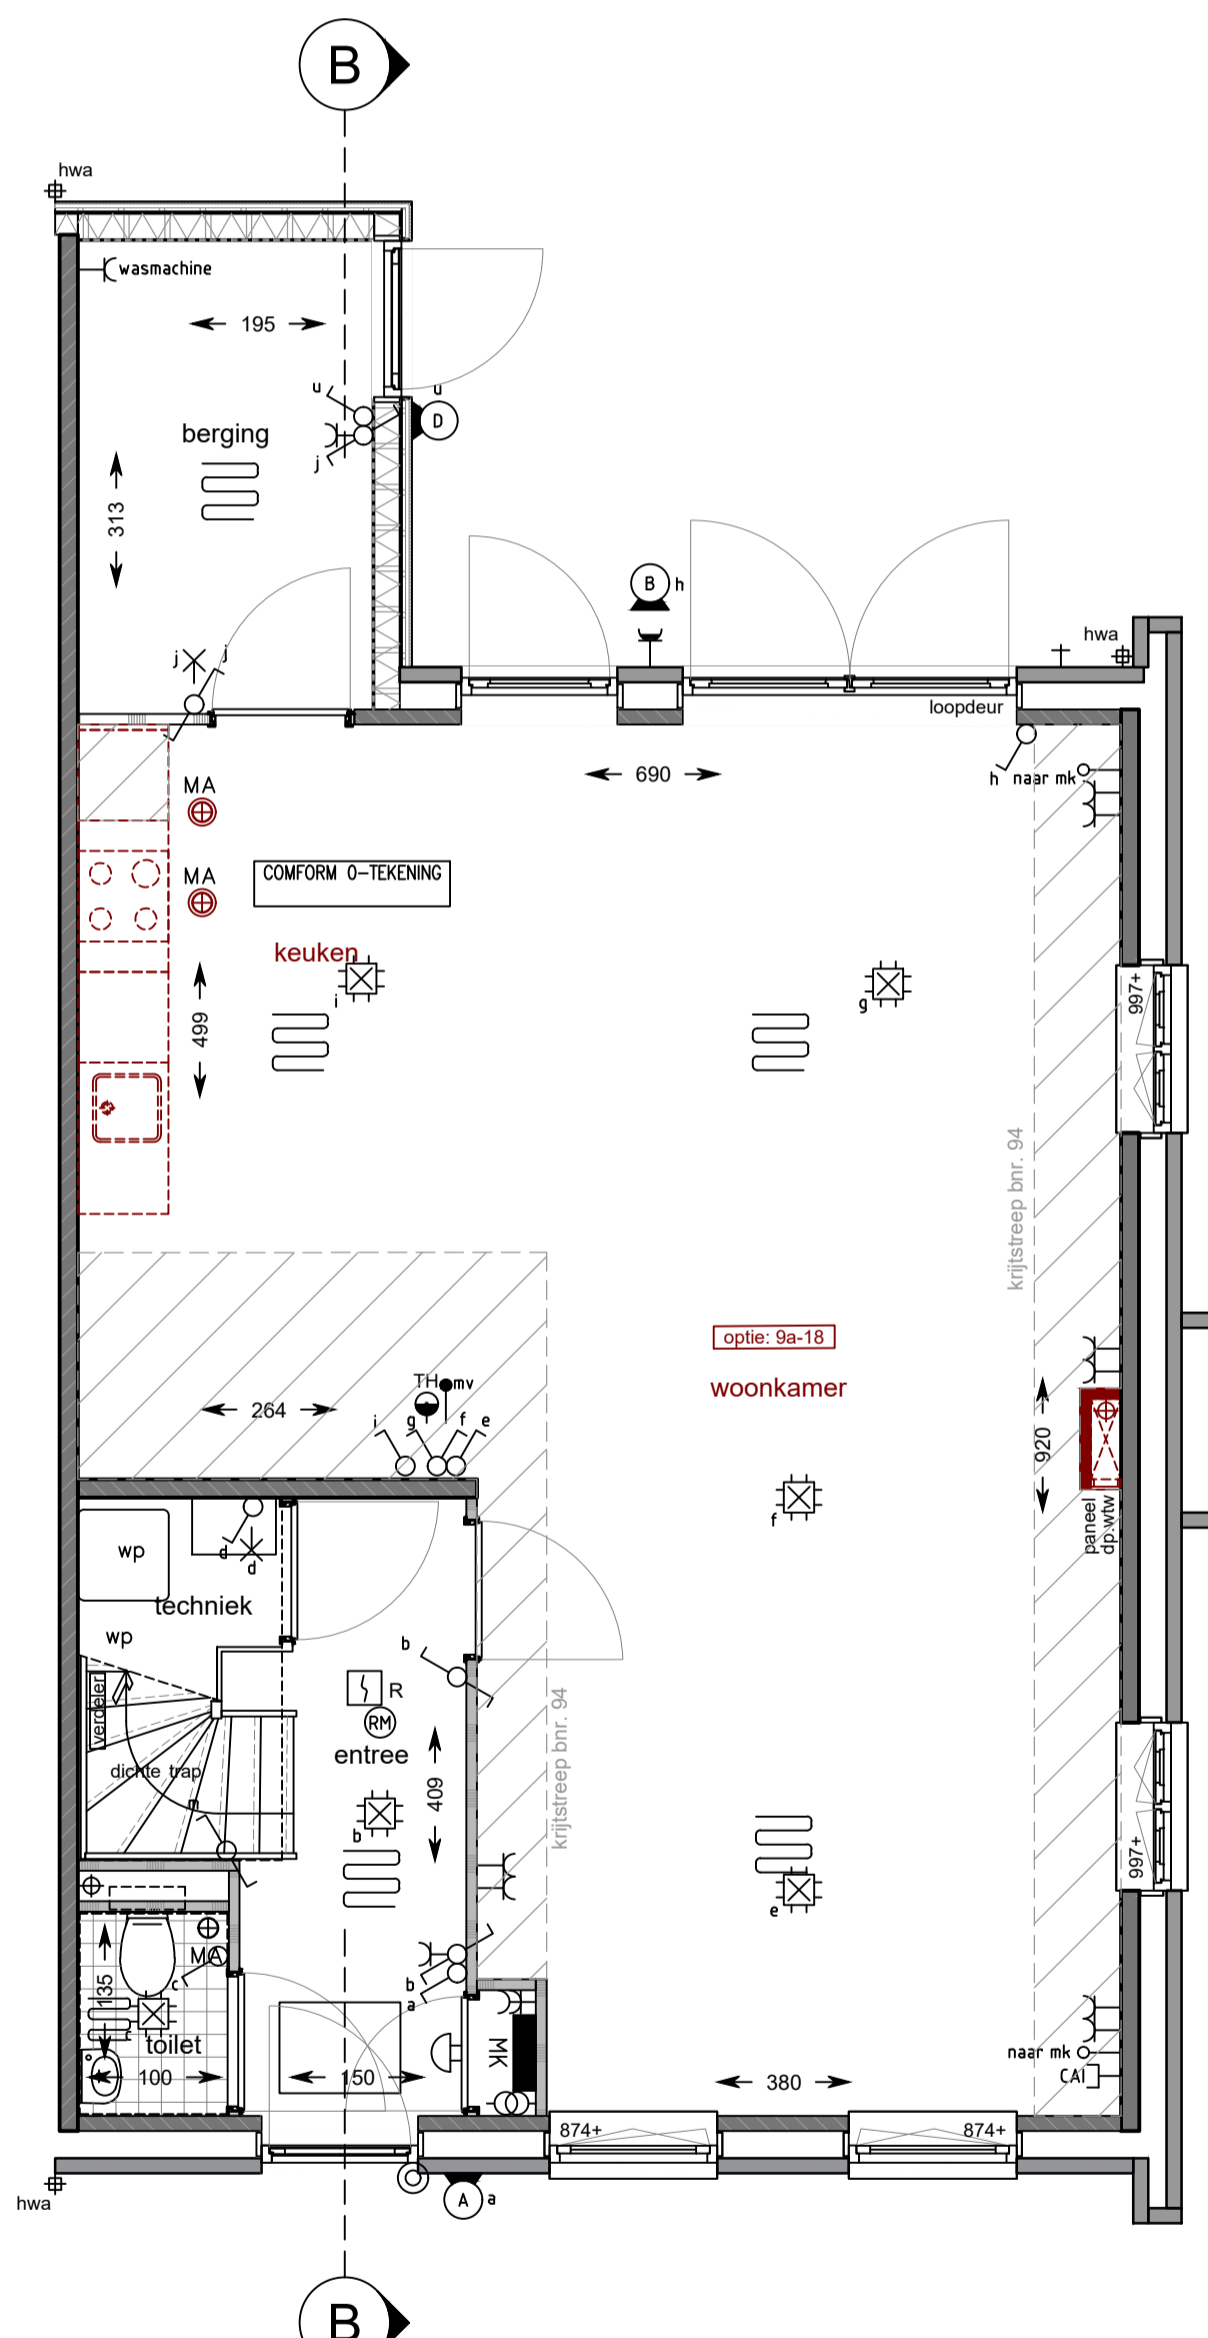 B
hwa
wasmachine
195
u
u
D
berging
j
313
B
h
hwa
j
j
loopdeur
690
h
naar mk
MA
COMFORM 0-TEKENING
MA
keuken
i
g
997+
499
krijtstreep bnr. 94
optie: 9a-18
woonkamer
TH
mv
264
i
g
f
e
920
f
paneel
dp.wtw
wp
d
d
techniek
wp
b
R
RM
verdeler
entree
dichte trap
409
krijtstreep bnr. 94
m
b
997+
e
MA
c
135
b
a
c
toilet
MK
naar mk
CAI
100
150
380
874+
874+
hwa
A
a
B